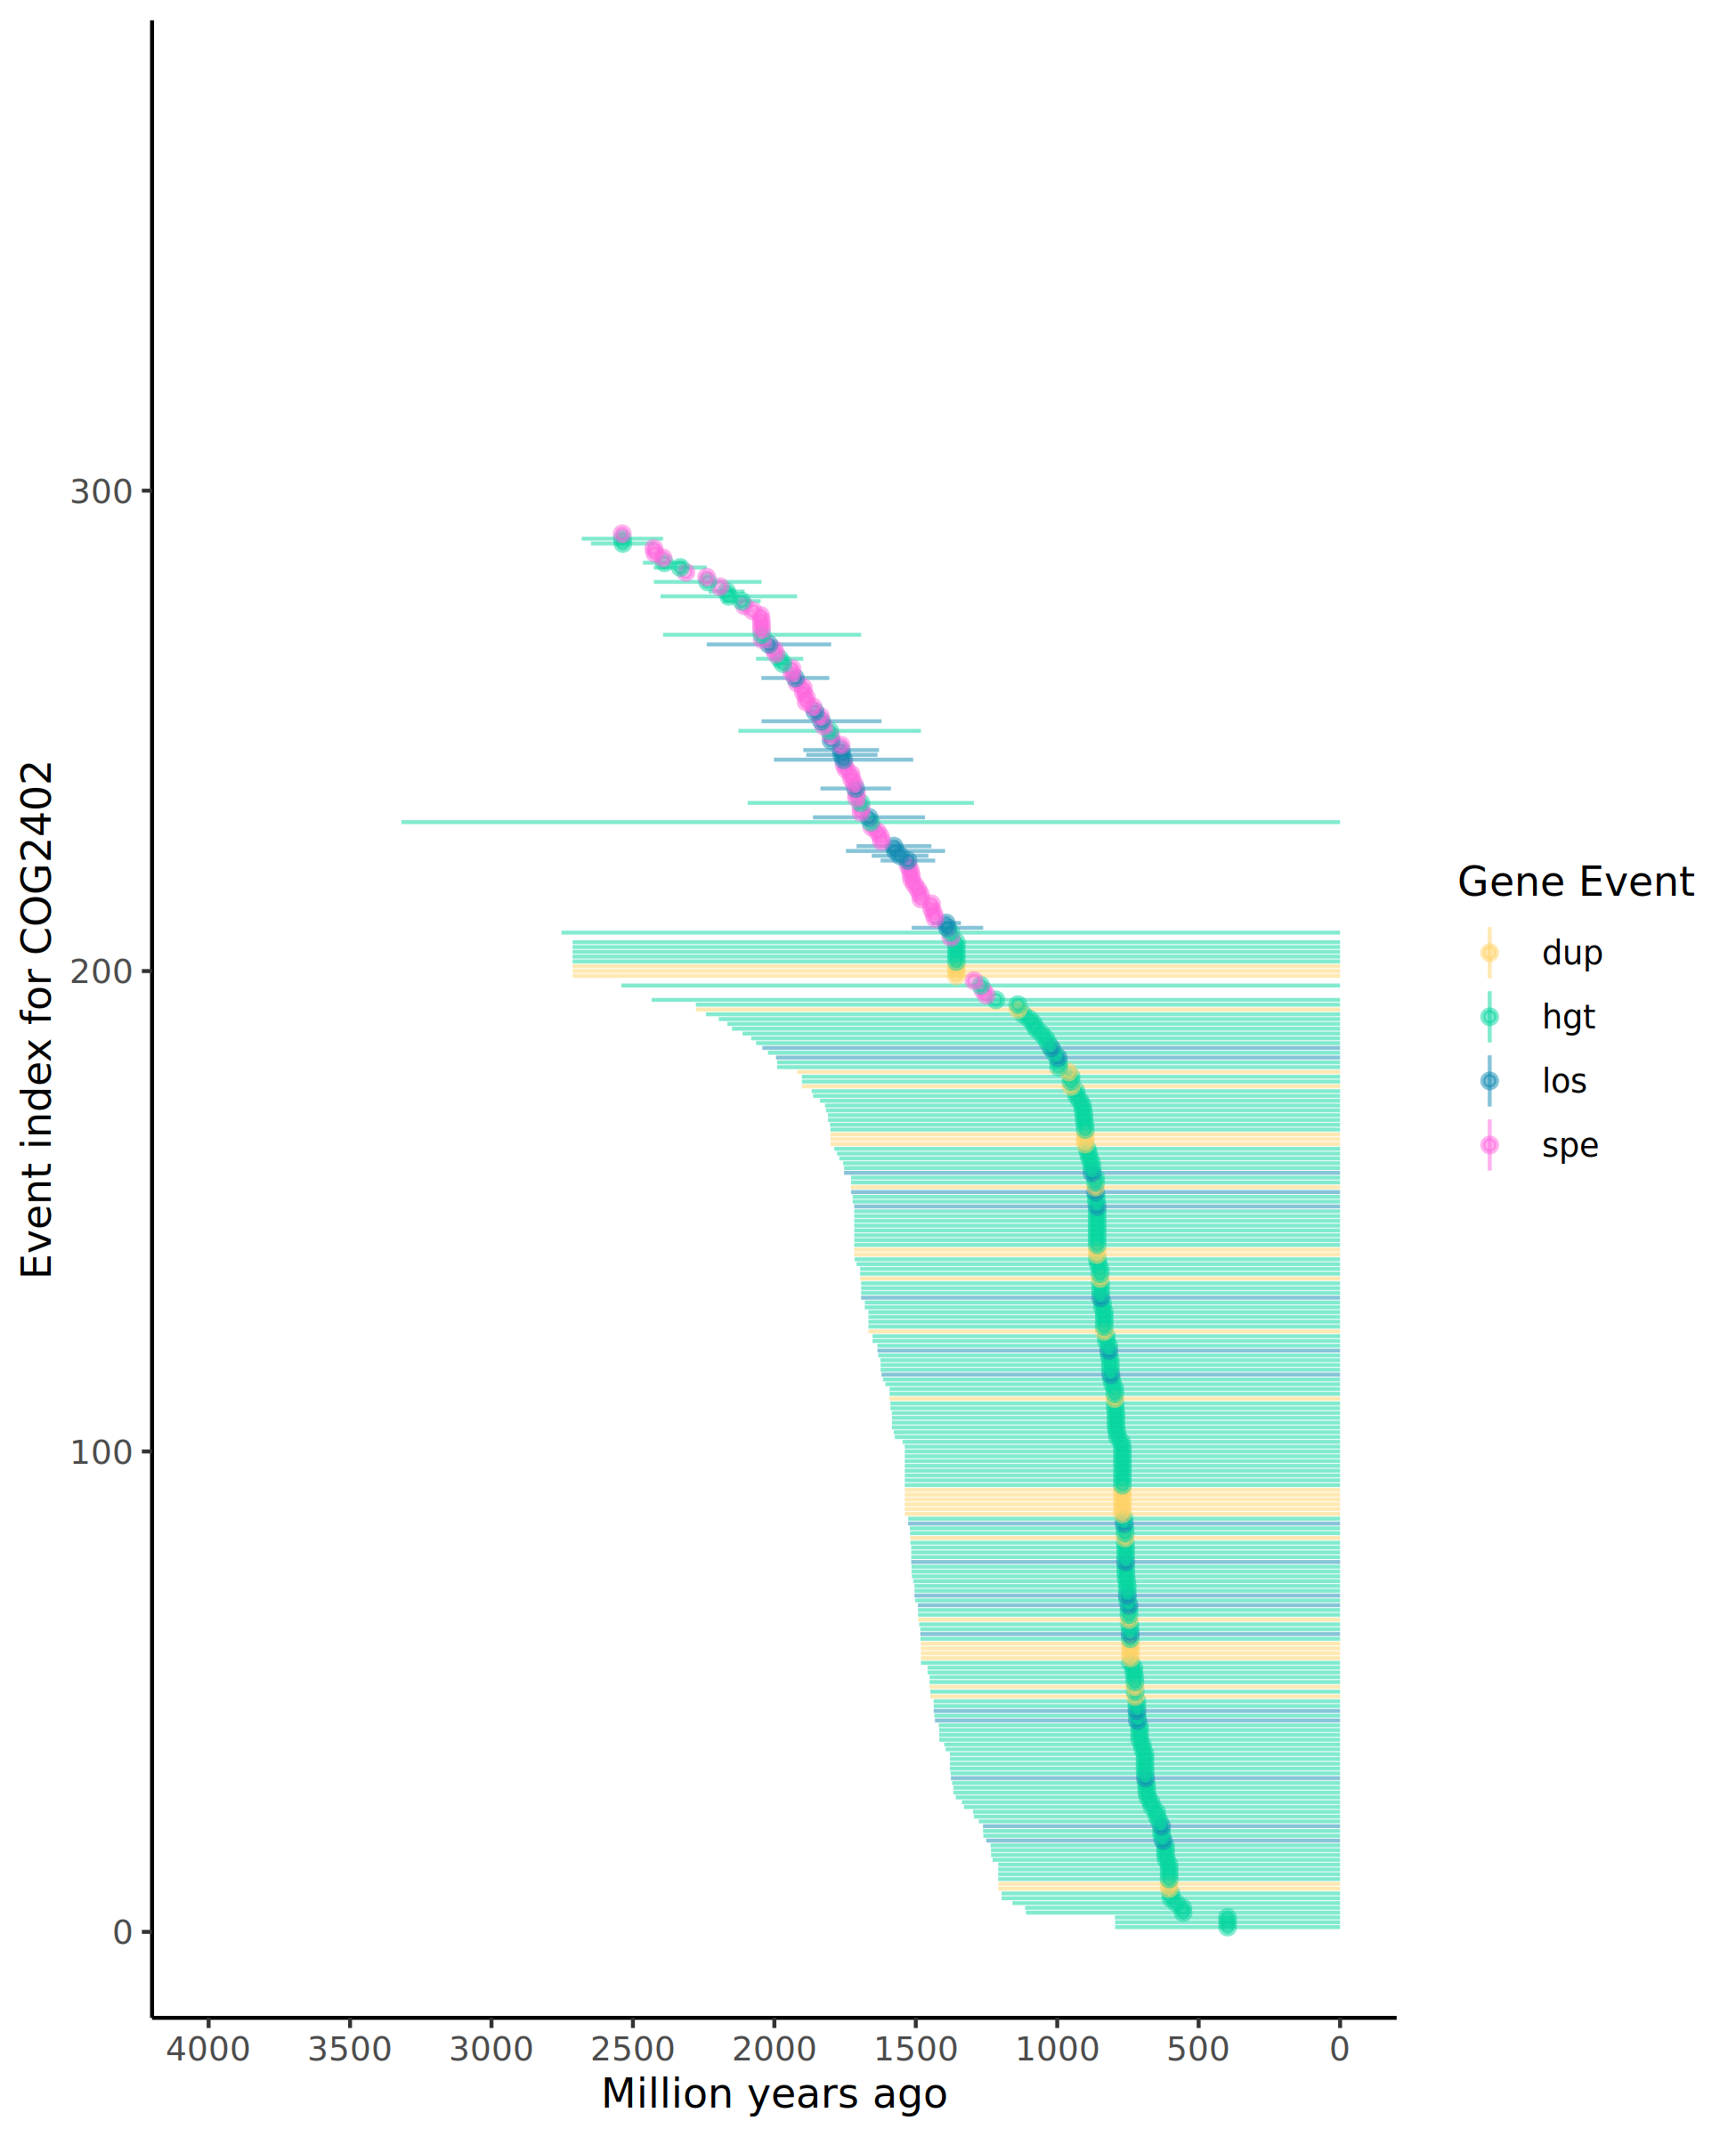 Event index for COG2402
300
200
100
0
4000 3500 3000 2500 2000 1500 1000 500 0
Million years ago
Gene Event
dup
hgt
los
spe